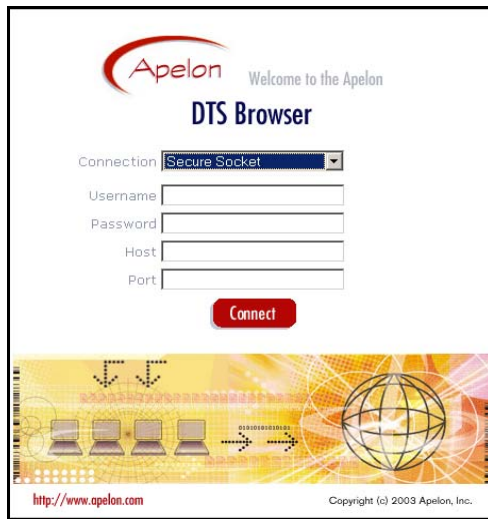 Apelon
Welcome to the Apelon
DTS Browser
Connection Secure Socket
Username
Password
Host
Port
Connect
010101010101
http://www.apelon.com
Copyright (c) 2003 Apelon, Inc.